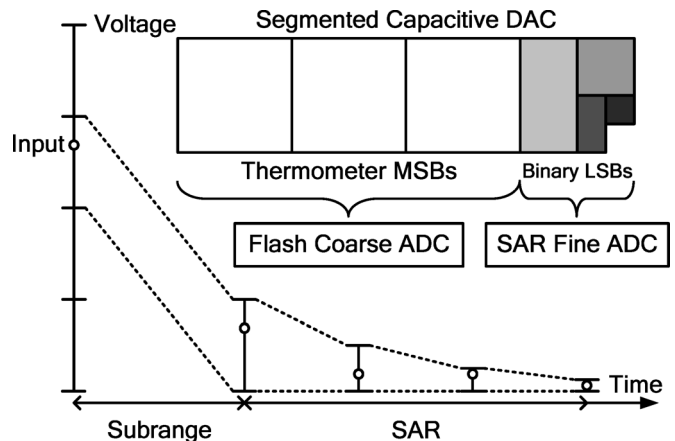 Segmented Capacitive DAC
Voltage
Input
Thermometer MSBs
Binary LSBs
Flash Coarse ADC
SAR Fine ADC
Time
Subrange
SAR